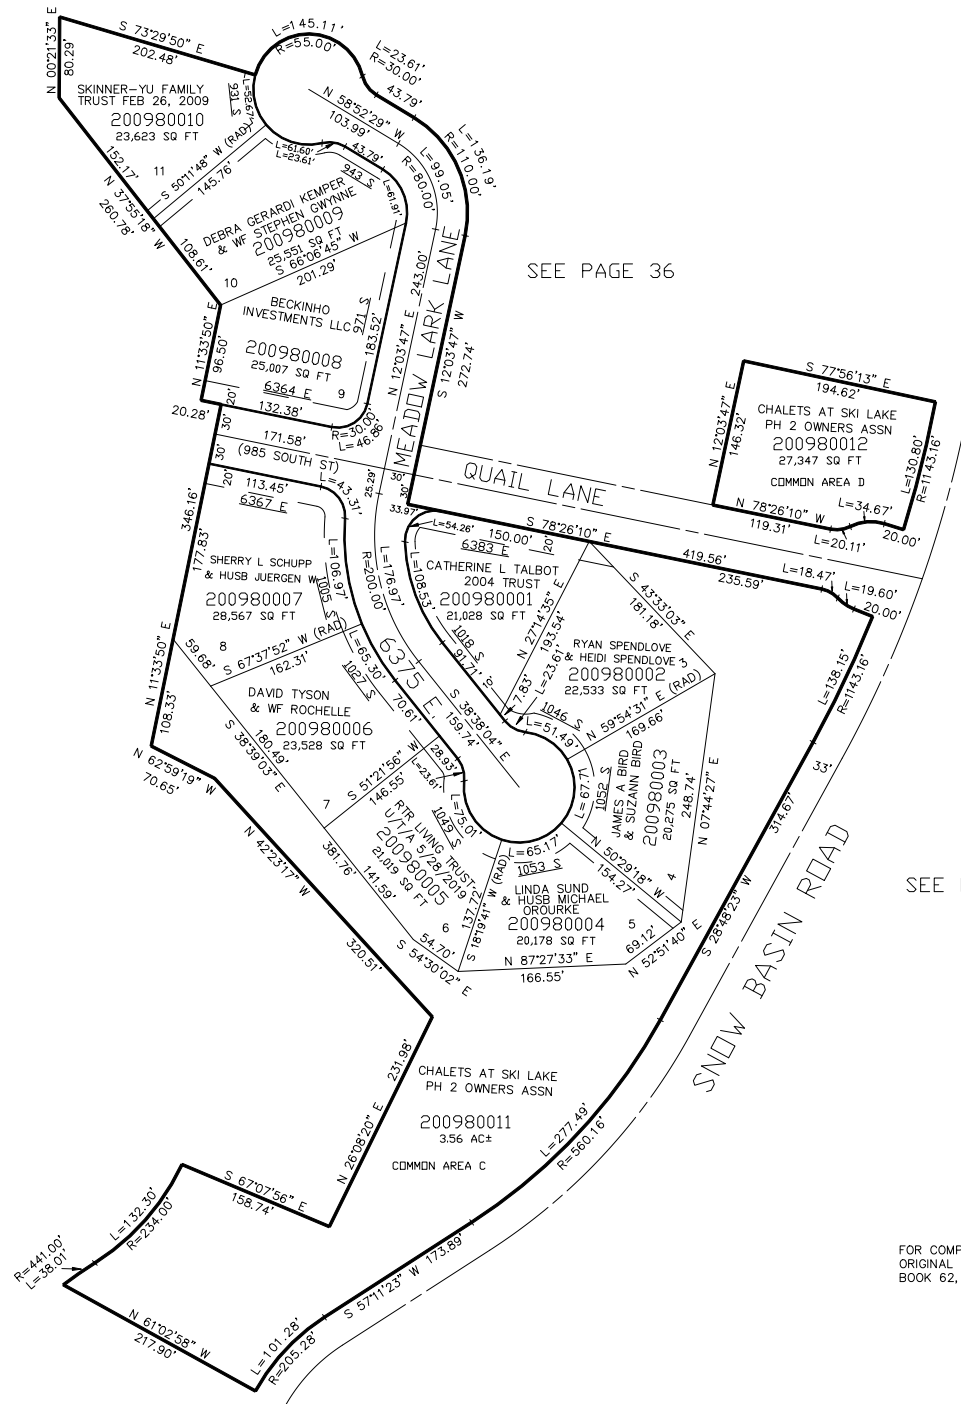 L=145.11'
R=55.00'
S 73°29'50" E
202.48'
N 00°21'33" E
80.29'
L=23.61'
R=30.00'
43.79'
SKINNER-YU FAMILY
TRUST FEB 26, 2009
200980010
23,623 SQ FT
11
L=52.67'
931 S
N 58°52'29" W
103.99'
L=136.19'
R=110.00'
L=99.05'
R=80.00'
S 50°11'48" W (RAD)
145.76'
L=61.60'
L=23.61'
43.79'
943 S
L=61.91'
152.17'
N 37°55'18" W
260.78'
108.61'
DEBRA GERARDI KEMPER
& WF STEPHEN GWYNNE
200980009
25,551 SQ FT
S 66°06'45" W
201.29'
10
SEE PAGE 36
BECKINHO
INVESTMENTS LLC
200980008
25,007 SQ FT
971 S
183.52'
6364 E
9
132.38'
N 11°33'50" E
96.50'
20'
20.28'
R=30.00'
L=46.86'
243.00'
N 12°03'47" E
MEADOW LARK LANE
S 12°03'47" W
272.74'
S 77°56'13" E
194.62'
N 12°03'47" E
146.32'
CHALETS AT SKI LAKE
PH 2 OWNERS ASSN
200980012
27,347 SQ FT
COMMON AREA D
L=130.80'
R=1143.16'
N 78°26'10" W
119.31'
L=34.67'
L=20.11'
20.00'
30'
30'
171.58'
(985 SOUTH ST)
20'
113.45'
6367 E
L=43.31'
25.29'
30'
30'
33.97'
QUAIL LANE
S 78°26'10" E
419.56'
235.59'
L=18.47'
L=19.60'
20.00'
L=54.26'
150.00'
6383 E
20'
346.16'
177.83'
SHERRY L SCHUPP
& HUSB JUERGEN W
200980007
28,567 SQ FT
8
L=106.97'
1005 S
R=200.00'
L=176.97'
L=108.53'
CATHERINE L TALBOT
2004 TRUST
200980001
21,028 SQ FT
1018 S
91.71'
N 27°14'35" E
193.54'
S 43°33'03" E
181.18'
RYAN SPENDLOVE
& HEIDI SPENDLOVE
200980002
22,533 SQ FT
3
N 11°33'50" E
108.33'
59.68'
S 67°37'52" W (RAD)
162.31'
L=65.30'
1027 S
6375 E
DAVID TYSON
& WF ROCHELLE
200980006
23,528 SQ FT
7
70.61'
S 38°38'04" E
159.74'
7.83'
L=23.61'
1046 S
L=51.49'
N 59°54'31" E (RAD)
169.66'
L=138.15'
R=1143.16'
S 38°39'03" E
180.49'
381.76'
141.59'
S 51°21'56" W
146.55'
28.93'
L=23.61'
L=75.01'
1049 S
RTR LIVING TRUST-
U/T/A 5/28/2019
200980005
21,019 SQ FT
6
L=67.71'
1052 S
JAMES A BIRD
& SUZANN BIRD
200980003
20,275 SQ FT
4
N 07°44'27" E
248.74'
33'
314.67'
N 62°59'19" W
70.65'
N 42°23'17" W
320.51'
L=65.17'
1053 S
N 50°29'18" W
154.27'
S 18°19'41" W (RAD)
137.72'
LINDA SUND
& HUSB MICHAEL
OROURKE
200980004
20,178 SQ FT
5
69.12'
N 52°51'40" E
N 87°27'33" E
166.55'
54.70'
S 54°30'02" E
S 28°48'23" W
SNOW BASIN ROAD
SEE
231.98'
N 26°08'20" E
CHALETS AT SKI LAKE
PH 2 OWNERS ASSN
200980011
3.56 AC±
COMMON AREA C
L=277.49'
R=560.16'
S 67°07'56" E
158.74'
L=132.30'
R=234.00'
R=441.00'
L=38.01'
N 61°02'58" W
217.90'
L=101.28'
R=205.28'
S 57°11'23" W 173.89'
FOR COMP
ORIGINAL
BOOK 62,